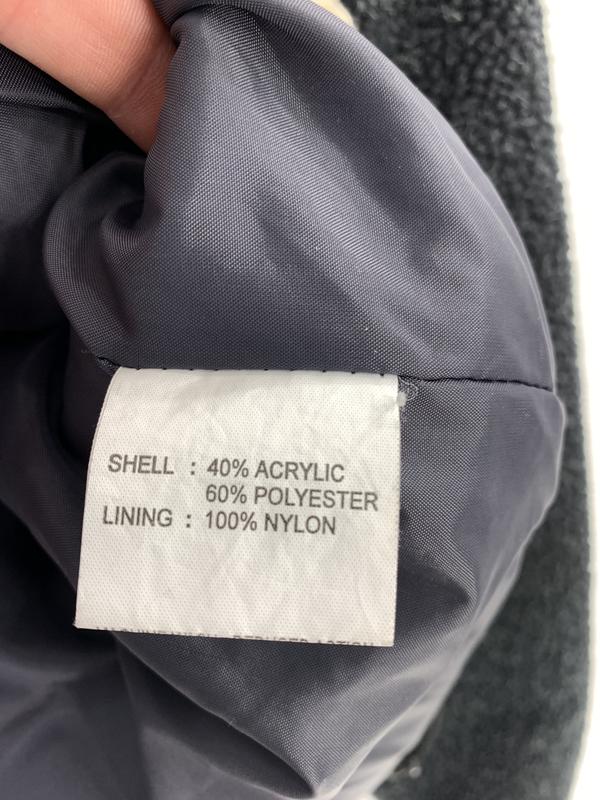 SHELL : 40% ACRYLIC
60% POLYESTER
LINING : 100% NYLON